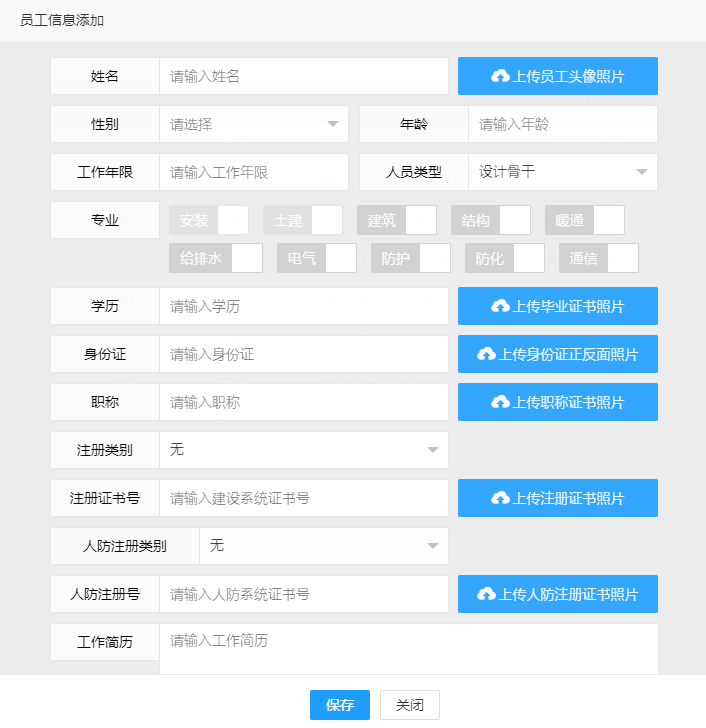 员工信息添加
姓名 请输入姓名 上传员工头像照片
性别 请选择 年龄 请输入年龄
工作年限 请输入工作年限 人员类型 设计骨干
专业 安装 土建 建筑 结构 暖通
给排水 电气 防护 防化 通信
学历 请输入学历 上传毕业证书照片
身份证 请输入身份证 上传身份证正反面照片
职称 请输入职称 上传职称证书照片
注册类别 无
注册证书号 请输入建设系统证书号 上传注册证书照片
人防注册类别 无
人防注册号 请输入人防系统证书号 上传人防注册证书照片
工作简历 请输入工作简历
保存 关闭